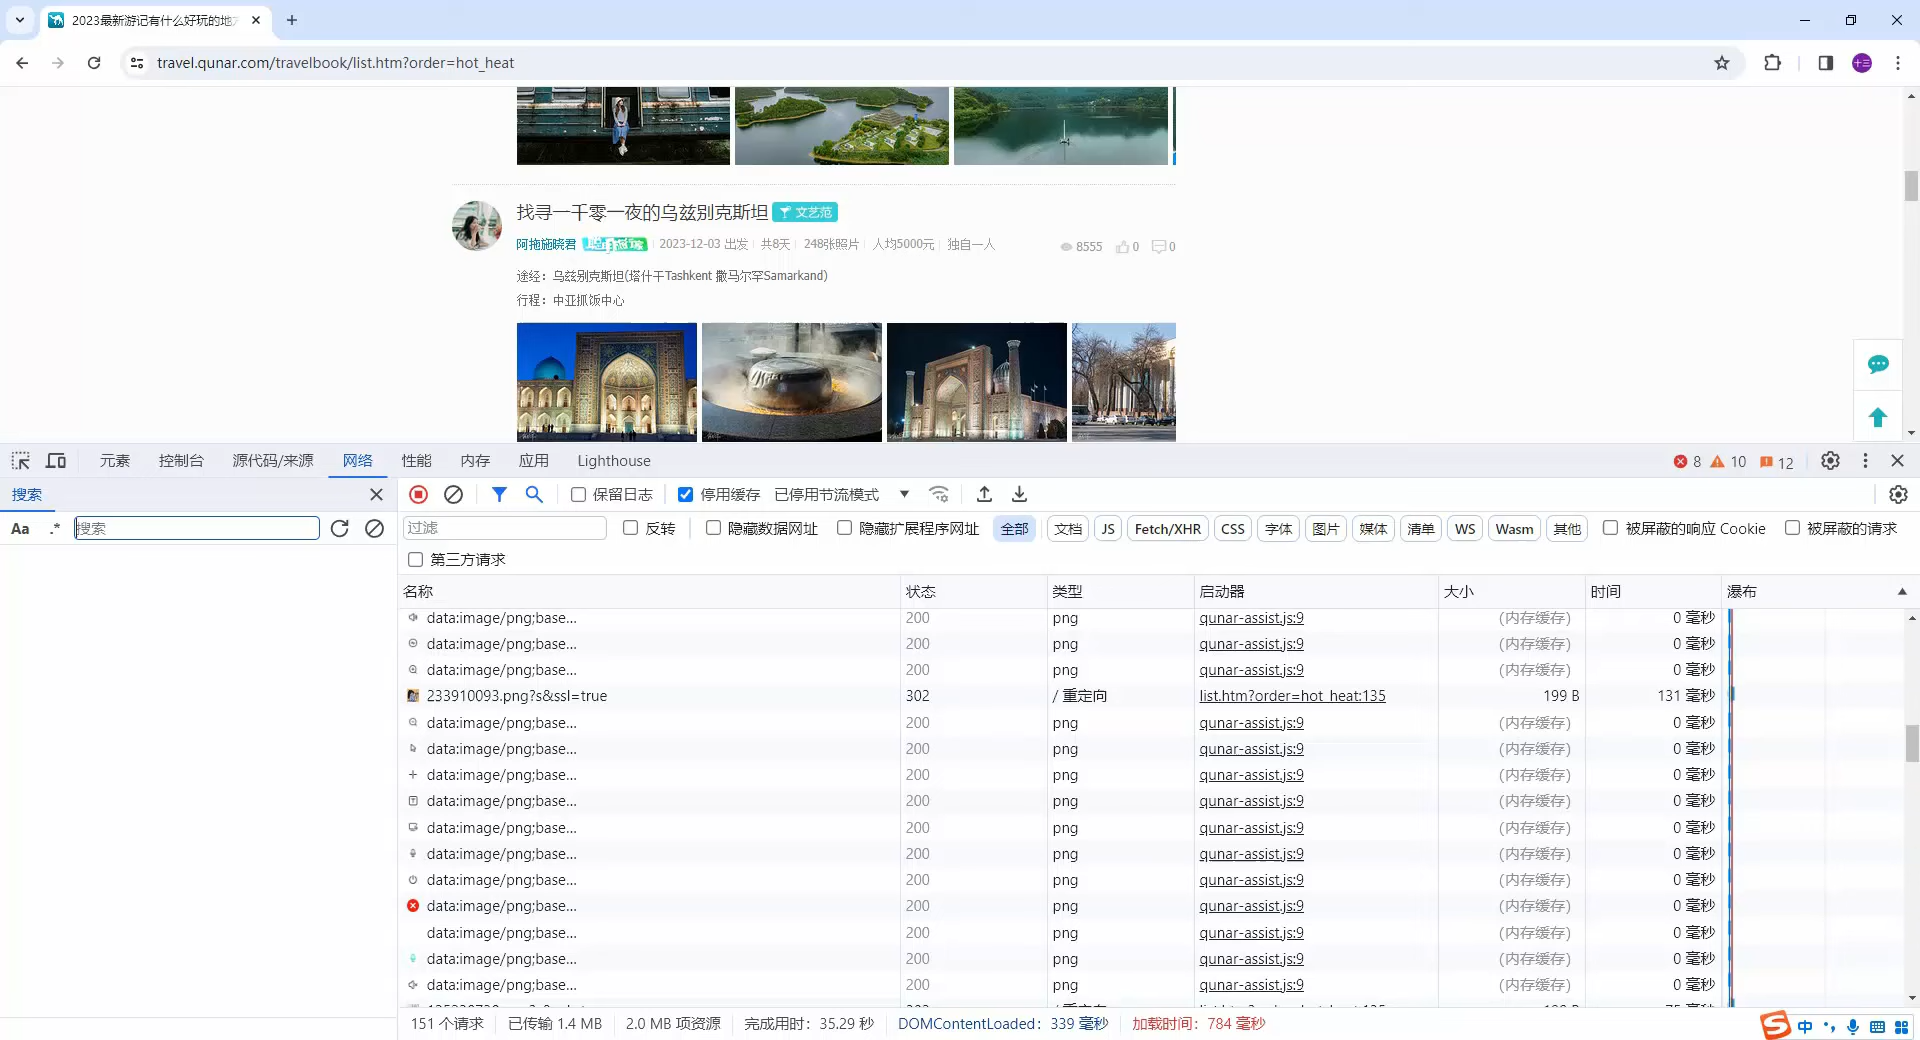 2023最新游记有什么好玩的地
travel.qunar.com/travelbook/list.htm?order=hot_heat
十三
找寻一千零一夜的乌兹别克斯坦 文艺范
阿拖施晓君 2023-12-03 出发 共8天 248张照片 人均5000元 独自一人 8555 0 0
途经：乌兹别克斯坦(塔什干Tashkent 撒马尔罕Samarkand)
行程：中亚抓饭中心
元素 控制台 源代码/来源 网络 性能 内存 应用 Lighthouse 8 10 12
搜索 保留日志 停用缓存 已停用节流模式
Aa .* 搜索 过滤 反转 隐藏数据网址 隐藏扩展程序网址 全部 文档 JS Fetch/XHR CSS 字体 图片 媒体 清单 WS Wasm 其他 被屏蔽的响应 Cookie 被屏蔽的请求
第三方请求
名称 状态 类型 启动器 大小 时间 瀑布
data:image/png;base... 200 png qunar-assist.js:9 (内存缓存) 0 毫秒
data:image/png;base... 200 png qunar-assist.js:9 (内存缓存) 0 毫秒
data:image/png;base... 200 png qunar-assist.js:9 (内存缓存) 0 毫秒
233910093.png?s&ssl=true 302 / 重定向 list.htm?order=hot_heat:135 199 B 131 毫秒
data:image/png;base... 200 png qunar-assist.js:9 (内存缓存) 0 毫秒
data:image/png;base... 200 png qunar-assist.js:9 (内存缓存) 0 毫秒
data:image/png;base... 200 png qunar-assist.js:9 (内存缓存) 0 毫秒
data:image/png;base... 200 png qunar-assist.js:9 (内存缓存) 0 毫秒
data:image/png;base... 200 png qunar-assist.js:9 (内存缓存) 0 毫秒
data:image/png;base... 200 png qunar-assist.js:9 (内存缓存) 0 毫秒
data:image/png;base... 200 png qunar-assist.js:9 (内存缓存) 0 毫秒
data:image/png;base... 200 png qunar-assist.js:9 (内存缓存) 0 毫秒
data:image/png;base... 200 png qunar-assist.js:9 (内存缓存) 0 毫秒
data:image/png;base... 200 png qunar-assist.js:9 (内存缓存) 0 毫秒
data:image/png;base... 200 png qunar-assist.js:9 (内存缓存) 0 毫秒
151 个请求 已传输 1.4 MB 2.0 MB 项资源 完成用时：35.29 秒 DOMContentLoaded：339 毫秒 加载时间：784 毫秒
中